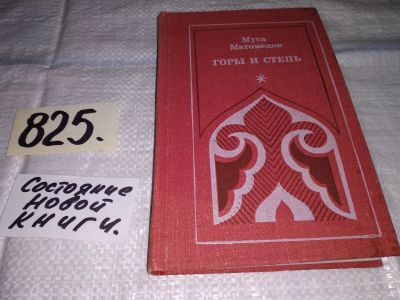 Муса
Магомедов
ГОРЫ И СТЕПЬ
825.
Состояние
новой
книги.